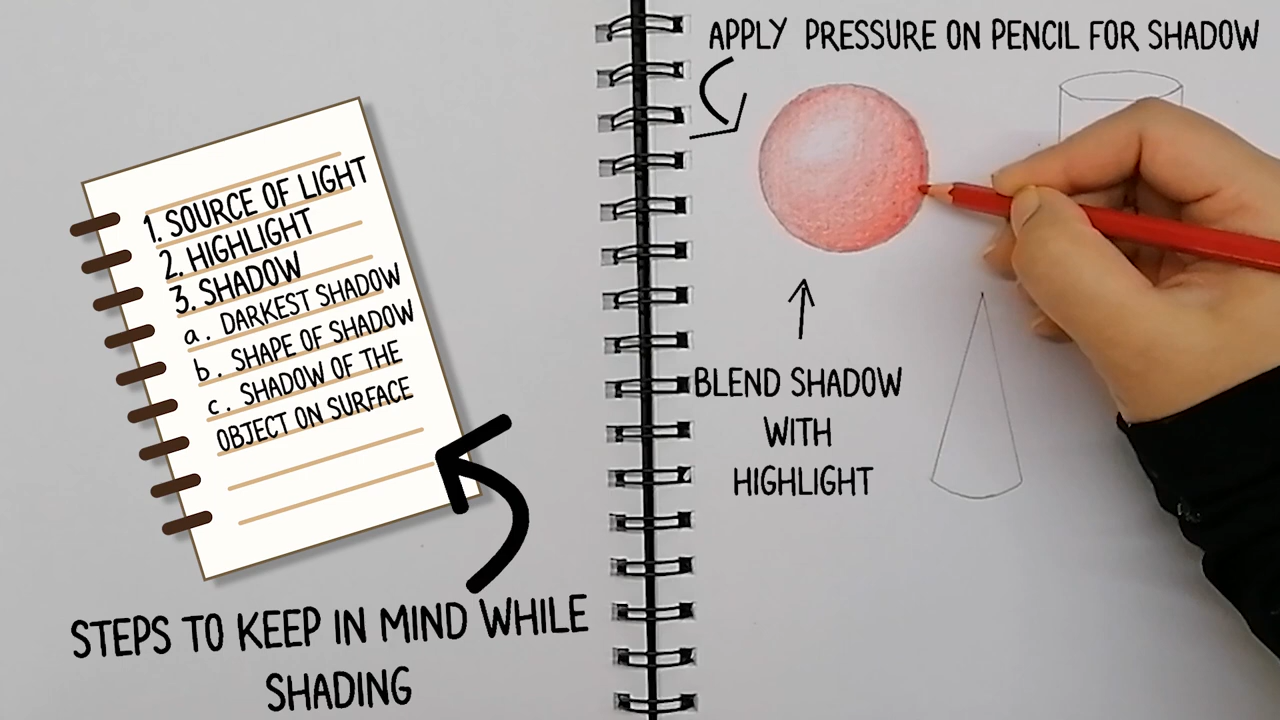 1. SOURCE OF LIGHT
2. HIGHLIGHT
3. SHADOW
a. DARKEST SHADOW
b. SHAPE OF SHADOW
c. SHADOW OF THE
OBJECT ON SURFACE
STEPS TO KEEP IN MIND WHILE
SHADING
APPLY PRESSURE ON PENCIL FOR SHADOW
BLEND SHADOW
WITH
HIGHLIGHT